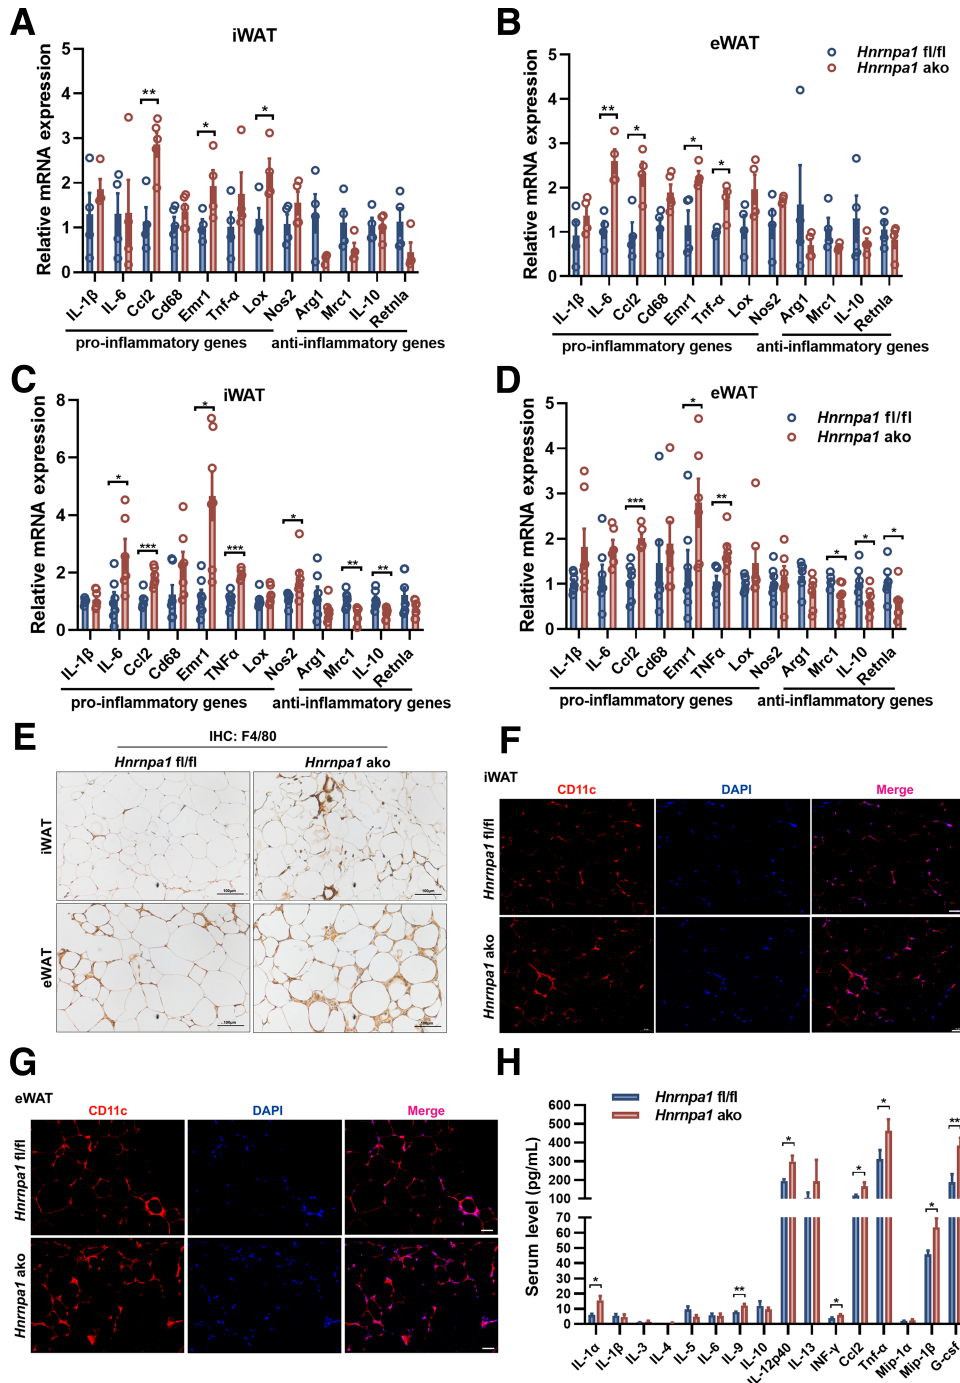 A
iWAT
Relative mRNA expression
5
4
3
2
1
0
**
*
*
IL-1β
IL-6
Ccl2
Cd68
Emr1
Tnf-α
Lox
Nos2
Arg1
Mrc1
IL-10
Retnla
pro-inflammatory genes
anti-inflammatory genes
B
eWAT
Hnrnpa1 fl/fl
Hnrnpa1 ako
Relative mRNA expression
5
4
3
2
1
0
**
*
*
*
IL-1β
IL-6
Ccl2
Cd68
Emr1
Tnf-α
Lox
Nos2
Arg1
Mrc1
IL-10
Retnla
pro-inflammatory genes
anti-inflammatory genes
C
iWAT
Relative mRNA expression
8
6
4
2
0
*
***
*
***
*
**
**
IL-1β
IL-6
Ccl2
Cd68
Emr1
TNFα
Lox
Nos2
Arg1
Mrc1
IL-10
Retnla
pro-inflammatory genes
anti-inflammatory genes
D
eWAT
Hnrnpa1 fl/fl
Hnrnpa1 ako
Relative mRNA expression
5
4
3
2
1
0
***
*
**
*
*
*
IL-1β
IL-6
Ccl2
Cd68
Emr1
TNFα
Lox
Nos2
Arg1
Mrc1
IL-10
Retnla
pro-inflammatory genes
anti-inflammatory genes
E
IHC: F4/80
Hnrnpa1 fl/fl
Hnrnpa1 ako
iWAT
100μm
100μm
eWAT
100μm
100μm
F
iWAT
CD11c
DAPI
Merge
Hnrnpa1 fl/fl
Hnrnpa1 ako
G
eWAT
CD11c
DAPI
Merge
Hnrnpa1 fl/fl
Hnrnpa1 ako
H
Hnrnpa1 fl/fl
Hnrnpa1 ako
Serum level (pg/mL)
600
500
400
300
200
100
70
60
50
40
30
20
10
0
*
**
*
*
*
*
*
**
IL-1α
IL-1β
IL-3
IL-4
IL-5
IL-6
IL-9
IL-10
IL-12p40
IL-13
INF-γ
Ccl2
Tnf-α
Mip-1α
Mip-1β
G-csf